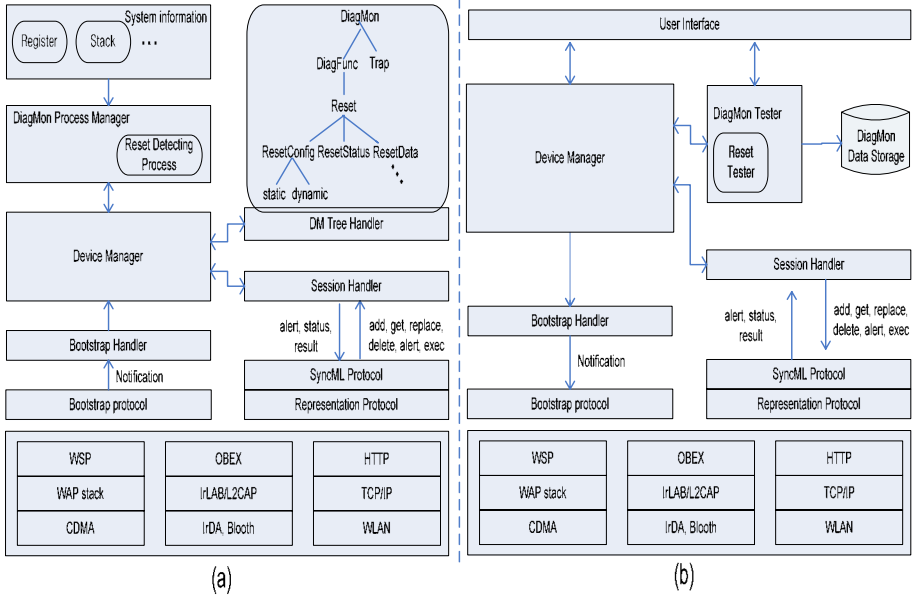 System information
Register
Stack
...
DiagMon Process Manager
Reset Detecting
Process
Device Manager
Bootstrap Handler
Notification
Bootstrap protocol
DiagMon
DiagFunc
Trap
Reset
ResetConfig
ResetStatus
ResetData
static
dynamic
DM Tree Handler
Session Handler
alert, status,
result
add, get, replace,
delete, alert, exec
SyncML Protocol
Representation Protocol
WSP
OBEX
HTTP
WAP stack
IrLAB/L2CAP
TCP/IP
CDMA
IrDA, Blooth
WLAN
(a)
User Interface
Device Manager
DiagMon Tester
Reset
Tester
DiagMon
Data Storage
Session Handler
Bootstrap Handler
Notification
Bootstrap protocol
alert, status,
result
add, get, replace,
delete, alert, exec
SyncML Protocol
Representation Protocol
WSP
OBEX
HTTP
WAP stack
IrLAB/L2CAP
TCP/IP
CDMA
IrDA, Blooth
WLAN
(b)